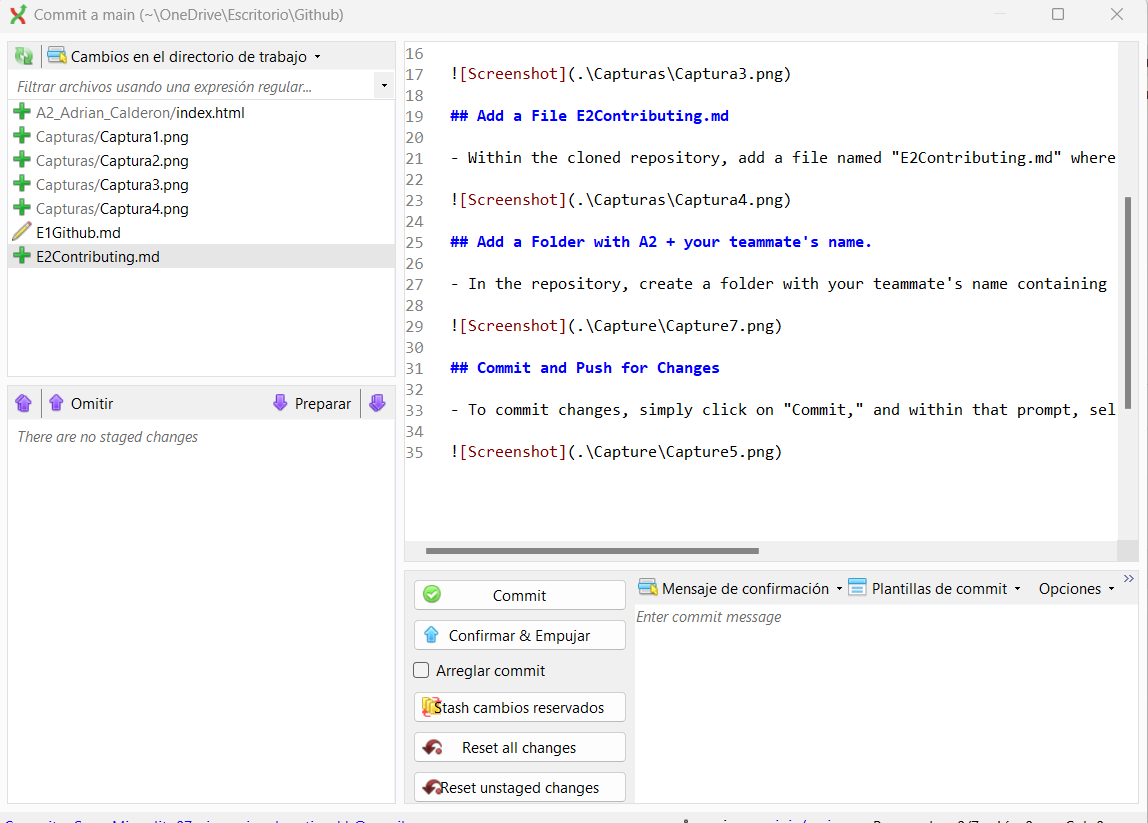 Commit a main (~\OneDrive\Escritorio\Github)
Cambios en el directorio de trabajo
Filtrar archivos usando una expresión regular...
A2_Adrian_Calderon/index.html
Capturas/Captura1.png
Capturas/Captura2.png
Capturas/Captura3.png
Capturas/Captura4.png
E1Github.md
E2Contributing.md
Omitir
Preparar
There are no staged changes
16
17 ![Screenshot](.\Capturas\Captura3.png)
18
19 ## Add a File E2Contributing.md
20
21 - Within the cloned repository, add a file named "E2Contributing.md" where
22
23 ![Screenshot](.\Capturas\Captura4.png)
24
25 ## Add a Folder with A2 + your teammate's name.
26
27 - In the repository, create a folder with your teammate's name containing
28
29 ![Screenshot](.\Capture\Capture7.png)
30
31 ## Commit and Push for Changes
32
33 - To commit changes, simply click on "Commit," and within that prompt, sel
34
35 ![Screenshot](.\Capture\Capture5.png)
Commit
Confirmar & Empujar
Arreglar commit
Stash cambios reservados
Reset all changes
Reset unstaged changes
Mensaje de confirmación
Plantillas de commit
Opciones
Enter commit message